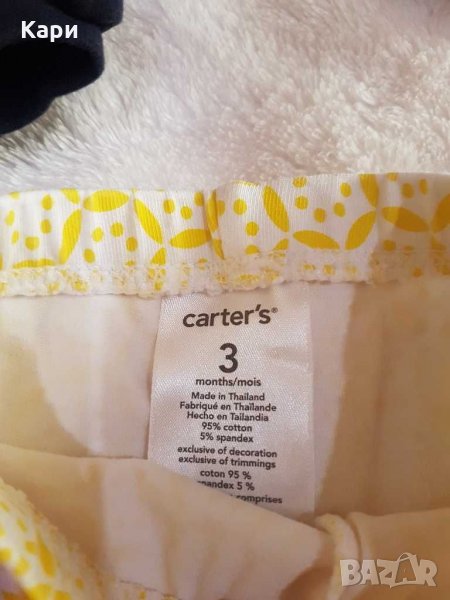 Кари
carter's®
3
months/mois
Made in Thailand
Fabriqué en Thaïlande
Hecho en Tailandia
95% cotton
5% spandex
exclusive of decoration
exclusive of trimmings
coton 95 %
spandex 5 %
comprises
BAZAR